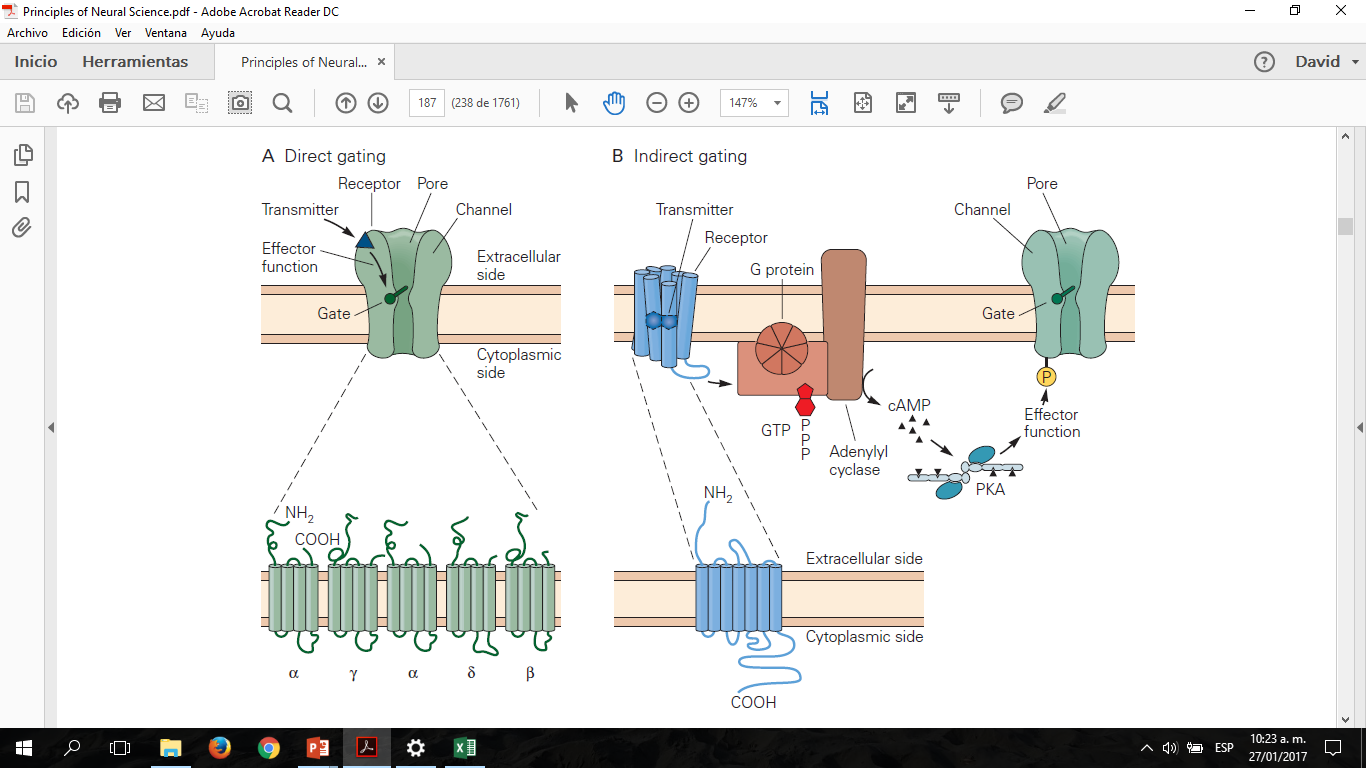 Principles of Neural Science.pdf - Adobe Acrobat Reader DC
Archivo Edición Ver Ventana Ayuda
Inicio Herramientas Principles of Neural... × David
187 (238 de 1761) 147%
A Direct gating
Receptor Pore
Transmitter
Channel
Effector
function
Extracellular
side
Gate
Cytoplasmic
side
NH2
COOH
α γ α δ β
B Indirect gating
Pore
Transmitter
Channel
Receptor
G protein
Gate
P
cAMP
Effector
function
GTP
P
P
P
Adenylyl
cyclase
PKA
NH2
Extracellular side
Cytoplasmic side
COOH
ESP
10:23 a. m.
27/01/2017